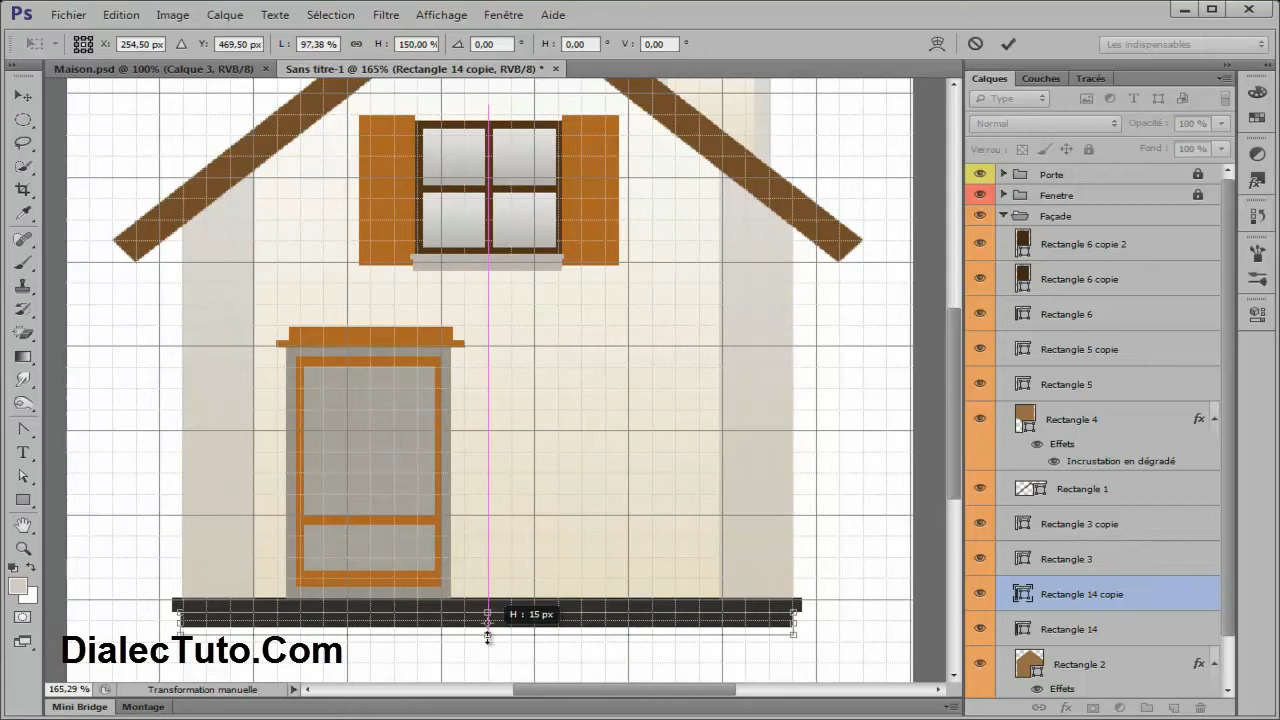 Ps Fichier Edition Image Calque Texte Sélection Filtre Affichage Fenêtre Aide
X: 254,50 px Y: 469,50 px L: 97,38 % H: 150,00 % 0,00 ° H: 0,00 ° V: 0,00 ° Les indispensables
Maison.psd @ 100% (Calque 3, RVB/8) × Sans titre-1 @ 165% (Rectangle 14 copie, RVB/8) * ×
Calques Couches Tracés
Type
Normal Opacité : 100 %
Verrou : Fond : 100 %
Porte
Fenetre
Façade
Rectangle 6 copie 2
Rectangle 6 copie
Rectangle 6
Rectangle 5 copie
Rectangle 5
Rectangle 4 fx
Effets
Incrustation en dégradé
Rectangle 1
Rectangle 3 copie
Rectangle 3
Rectangle 14 copie
Rectangle 14
Rectangle 2 fx
Effets
H : 15 px
DialecTuto.Com
165,29 % Transformation manuelle
Mini Bridge Montage